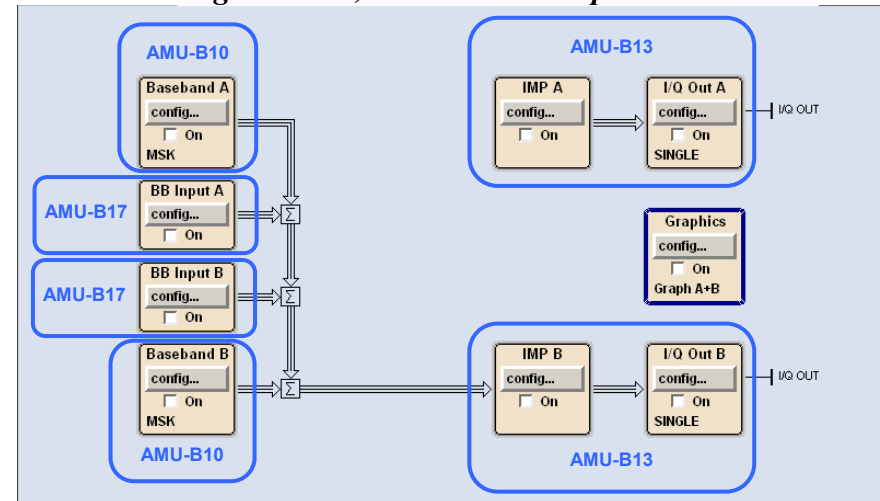 AMU-B10
Baseband A
config...
On
MSK
AMU-B17
BB Input A
config...
On
AMU-B17
BB Input B
config...
On
Baseband B
config...
On
MSK
AMU-B10
Σ
Σ
Σ
AMU-B13
IMP A
config...
On
I/Q Out A
config...
On
SINGLE
I/Q OUT
Graphics
config...
On
Graph A+B
IMP B
config...
On
I/Q Out B
config...
On
SINGLE
I/Q OUT
AMU-B13